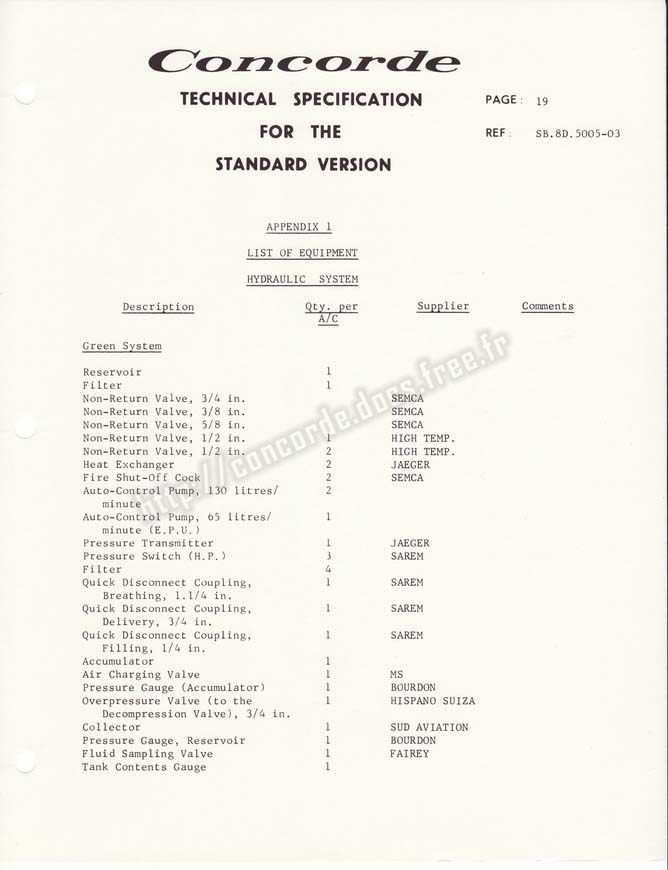 Concorde
TECHNICAL SPECIFICATION
FOR THE
STANDARD VERSION
PAGE: 19
REF: SB.8D.5005-03
APPENDIX 1
LIST OF EQUIPMENT
HYDRAULIC SYSTEM
Description Qty. per A/C Supplier Comments
Green System
Reservoir 1
Filter 1
Non-Return Valve, 3/4 in. SEMCA
Non-Return Valve, 3/8 in. SEMCA
Non-Return Valve, 5/8 in. SEMCA
Non-Return Valve, 1/2 in. 1 HIGH TEMP.
Non-Return Valve, 1/2 in. 2 HIGH TEMP.
Heat Exchanger 2 JAEGER
Fire Shut-Off Cock 2 SEMCA
Auto-Control Pump, 130 litres/ 2
minute
Auto-Control Pump, 65 litres/ 1
minute (E.P.U.)
Pressure Transmitter 1 JAEGER
Pressure Switch (H.P.) 3 SAREM
Filter 4
Quick Disconnect Coupling, 1 SAREM
Breathing, 1.1/4 in.
Quick Disconnect Coupling, 1 SAREM
Delivery, 3/4 in.
Quick Disconnect Coupling, 1 SAREM
Filling, 1/4 in.
Accumulator 1
Air Charging Valve 1 MS
Pressure Gauge (Accumulator) 1 BOURDON
Overpressure Valve (to the 1 HISPANO SUIZA
Decompression Valve), 3/4 in.
Collector 1 SUD AVIATION
Pressure Gauge, Reservoir 1 BOURDON
Fluid Sampling Valve 1 FAIREY
Tank Contents Gauge 1
http://concorde.docs.free.fr